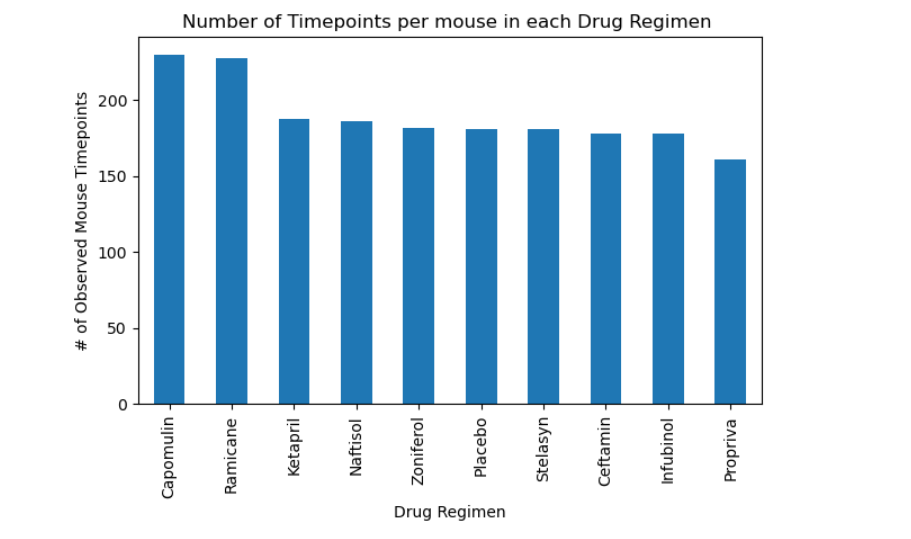 Number of Timepoints per mouse in each Drug Regimen
# of Observed Mouse Timepoints
200
150
100
50
0
Capomulin
Ramicane
Ketapril
Naftisol
Zoniferol
Placebo
Stelasyn
Ceftamin
Infubinol
Propriva
Drug Regimen